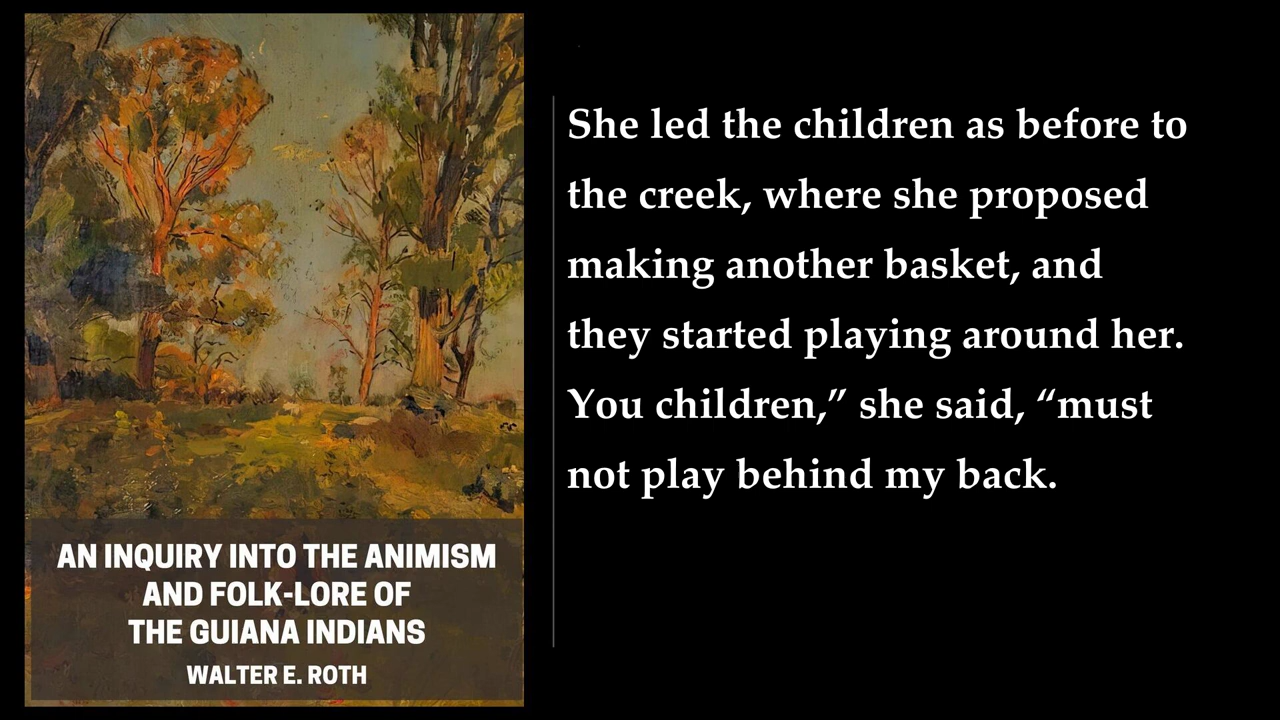 She led the children as before to
the creek, where she proposed
making another basket, and
they started playing around her.
You children,” she said, “must
not play behind my back.
AN INQUIRY INTO THE ANIMISM
AND FOLK-LORE OF
THE GUIANA INDIANS
WALTER E. ROTH